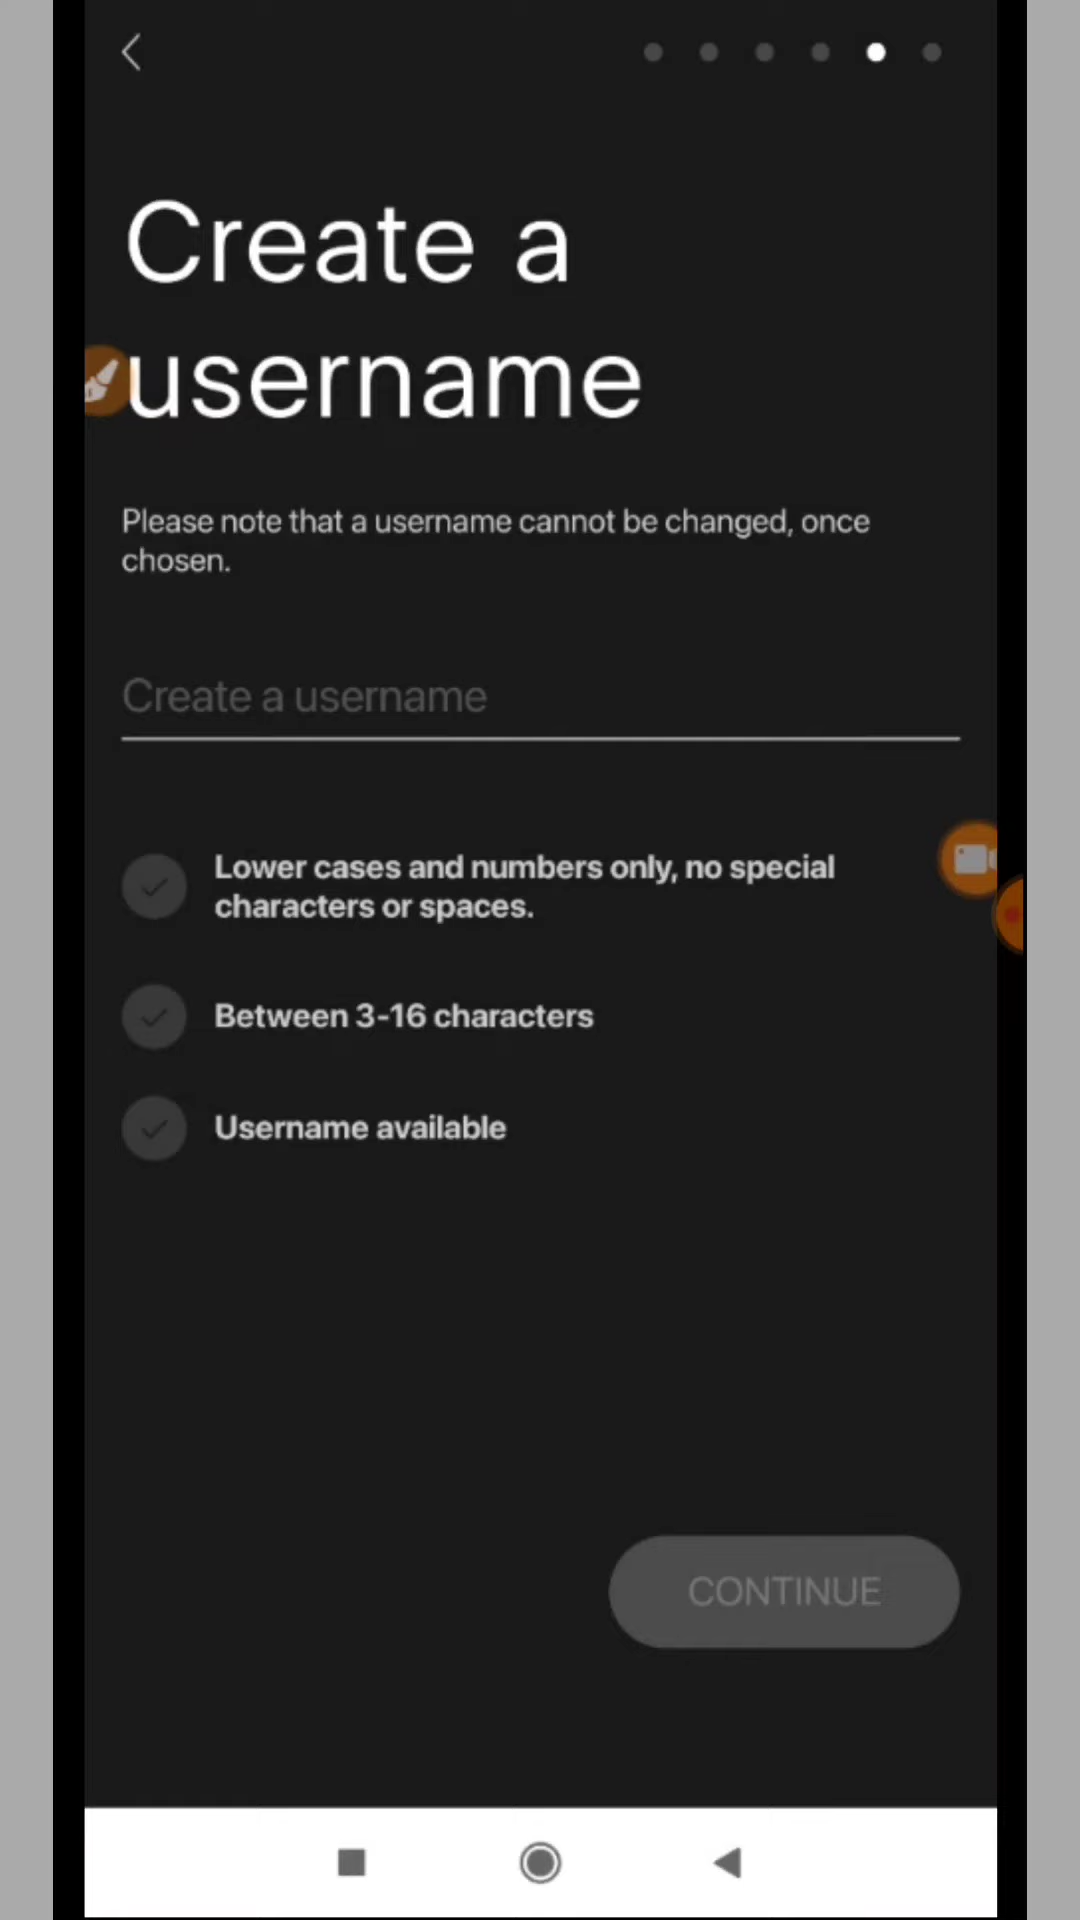 Create a
username
Please note that a username cannot be changed, once
chosen.
Create a username
Lower cases and numbers only, no special
characters or spaces.
Between 3-16 characters
Username available
CONTINUE